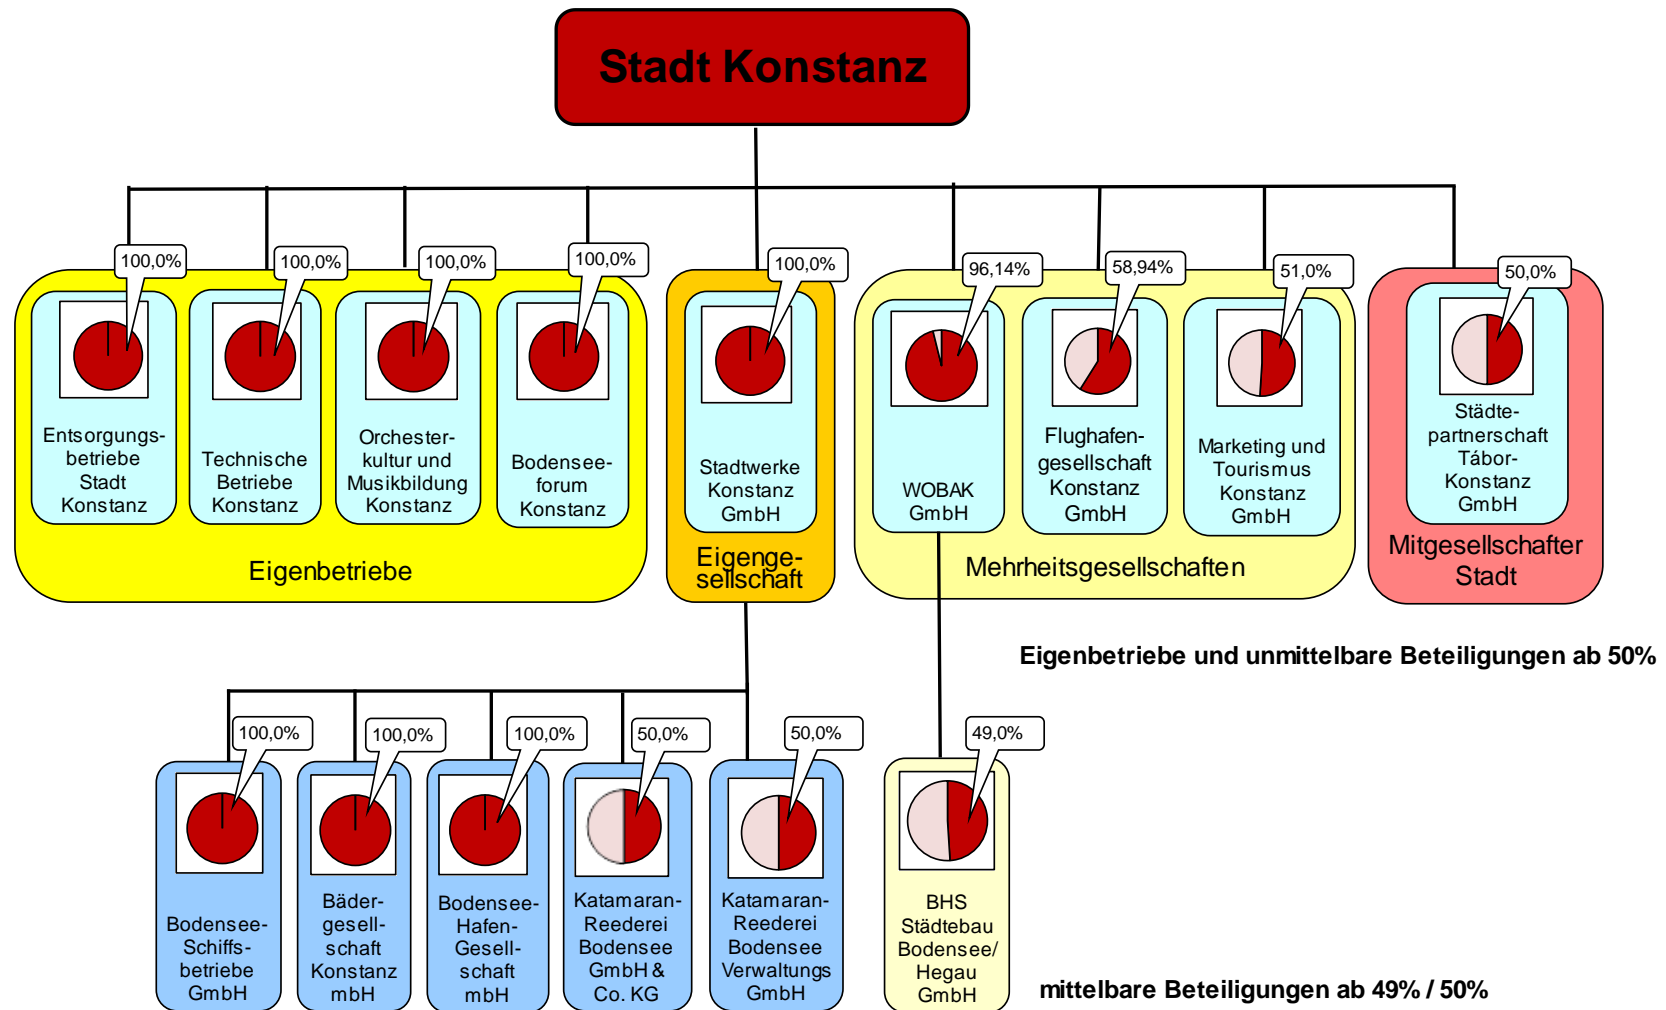 Stadt Konstanz
100,0%
100,0%
100,0%
100,0%
100,0%
96,14%
58,94%
51,0%
50,0%
Entsorgungs-
betriebe
Stadt
Konstanz
Technische
Betriebe
Konstanz
Orchester-
kultur und
Musikbildung
Konstanz
Bodensee-
forum
Konstanz
Eigenbetriebe
Stadtwerke
Konstanz
GmbH
Eigenge-
sellschaft
WOBAK
GmbH
Flughafen-
gesellschaft
Konstanz
GmbH
Marketing und
Tourismus
Konstanz
GmbH
Mehrheitsgesellschaften
Städte-
partnerschaft
Tábor-
Konstanz
GmbH
Mitgesellschafter
Stadt
Eigenbetriebe und unmittelbare Beteiligungen ab 50%
100,0%
100,0%
100,0%
50,0%
50,0%
49,0%
Bodensee-
Schiffs-
betriebe
GmbH
Bäder-
gesell-
schaft
Konstanz
mbH
Bodensee-
Hafen-
Gesell-
schaft
mbH
Katamaran-
Reederei
Bodensee
GmbH &
Co. KG
Katamaran-
Reederei
Bodensee
Verwaltungs
GmbH
BHS
Städtebau
Bodensee/
Hegau
GmbH
mittelbare Beteiligungen ab 49% / 50%